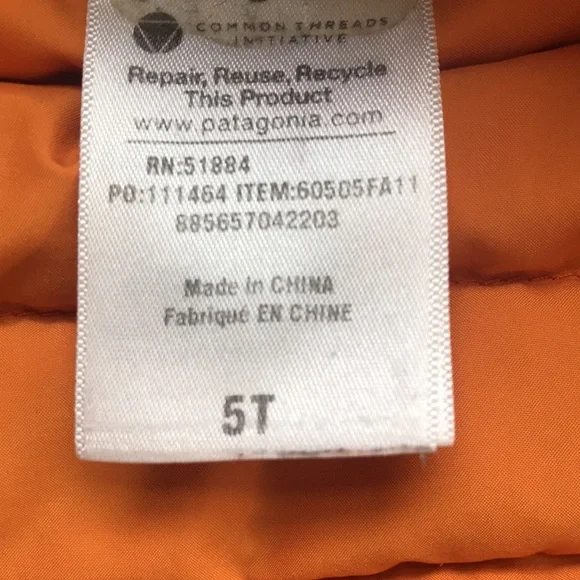 COMMON THREADS
INITIATIVE
Repair, Reuse, Recycle
This Product
www.patagonia.com
RN:51884
PO:111464 ITEM:60505FA11
885657042203
Made in CHINA
Fabriqué EN CHINE
5T